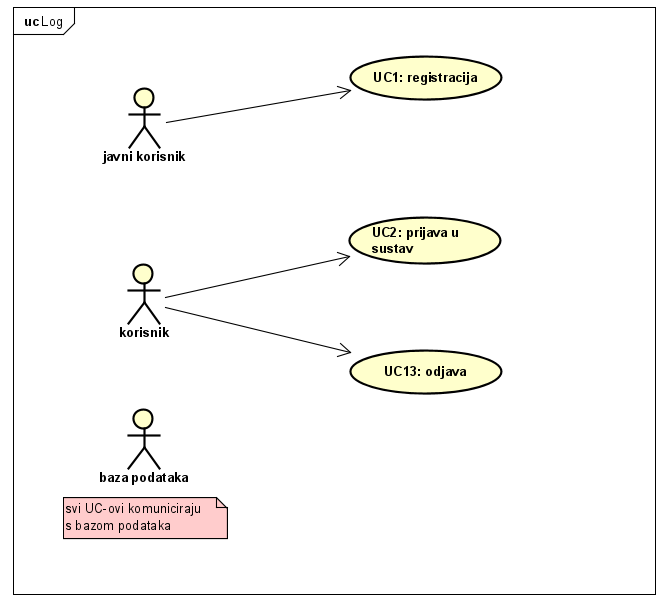 uc Log
UC1: registracija
javni korisnik
UC2: prijava u
sustav
korisnik
UC13: odjava
baza podataka
svi UC-ovi komuniciraju
s bazom podataka